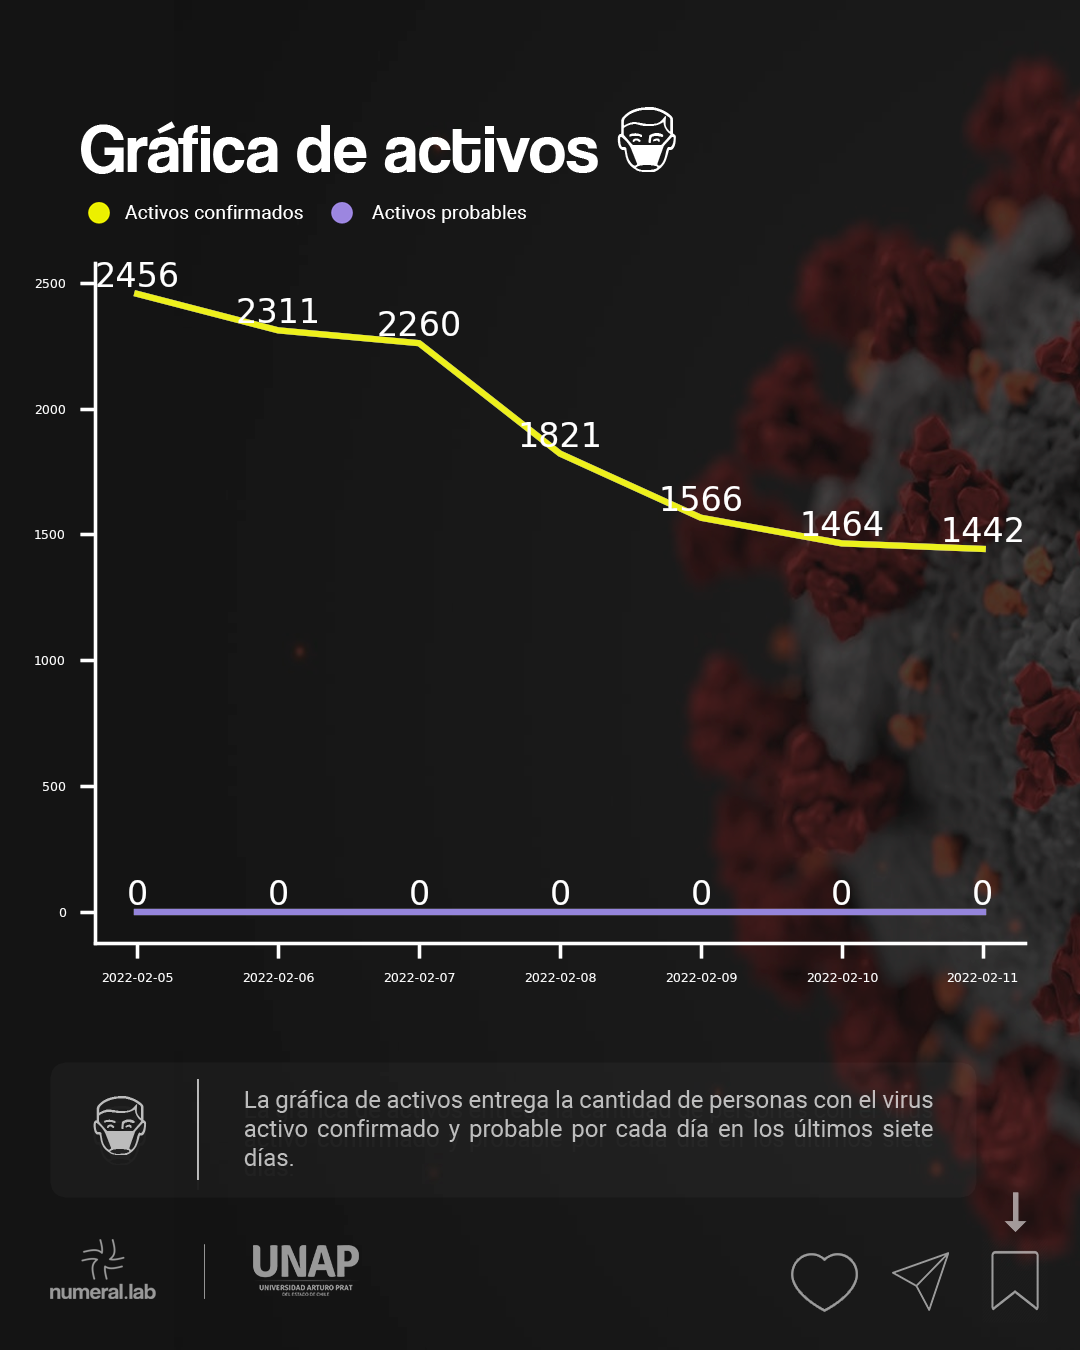 Gráfica de activos
Activos confirmados Activos probables
2500
2000
1500
1000
500
0
2456
2311
2260
1821
1566
1464
1442
0 0 0 0 0 0 0
2022-02-05 2022-02-06 2022-02-07 2022-02-08 2022-02-09 2022-02-10 2022-02-11
La gráfica de activos entrega la cantidad de personas con el virus
activo confirmado y probable por cada día en los últimos siete
días.
numeral.lab
UNAP
UNIVERSIDAD ARTURO PRAT
DEL ESTADO DE CHILE